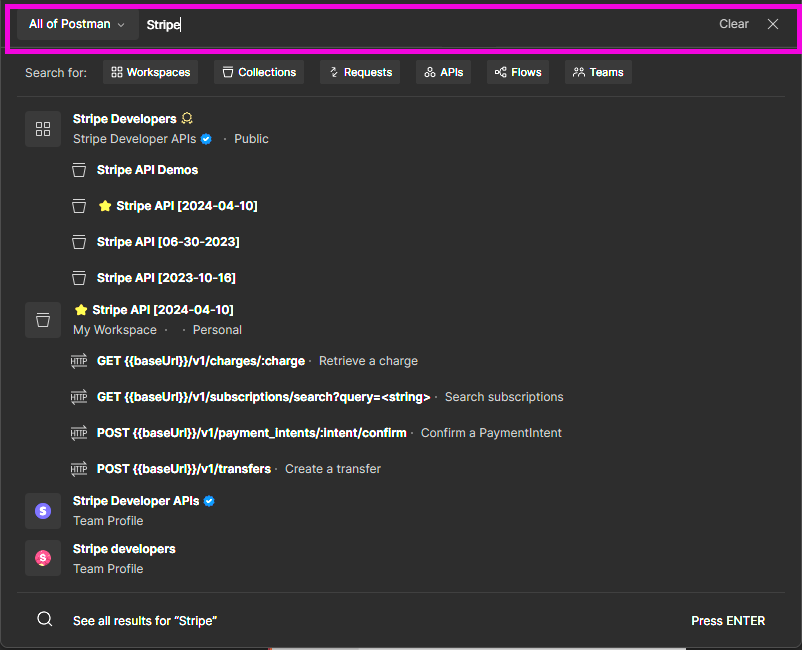 All of Postman Stripe Clear
Search for: Workspaces Collections Requests APIs Flows Teams
Stripe Developers
Stripe Developer APIs · Public
Stripe API Demos
Stripe API [2024-04-10]
Stripe API [06-30-2023]
Stripe API [2023-10-16]
Stripe API [2024-04-10]
My Workspace · · Personal
HTTP GET {{baseUrl}}/v1/charges/:charge · Retrieve a charge
HTTP GET {{baseUrl}}/v1/subscriptions/search?query=<string> · Search subscriptions
HTTP POST {{baseUrl}}/v1/payment_intents/:intent/confirm · Confirm a PaymentIntent
HTTP POST {{baseUrl}}/v1/transfers · Create a transfer
S Stripe Developer APIs
Team Profile
S Stripe developers
Team Profile
See all results for “Stripe” Press ENTER